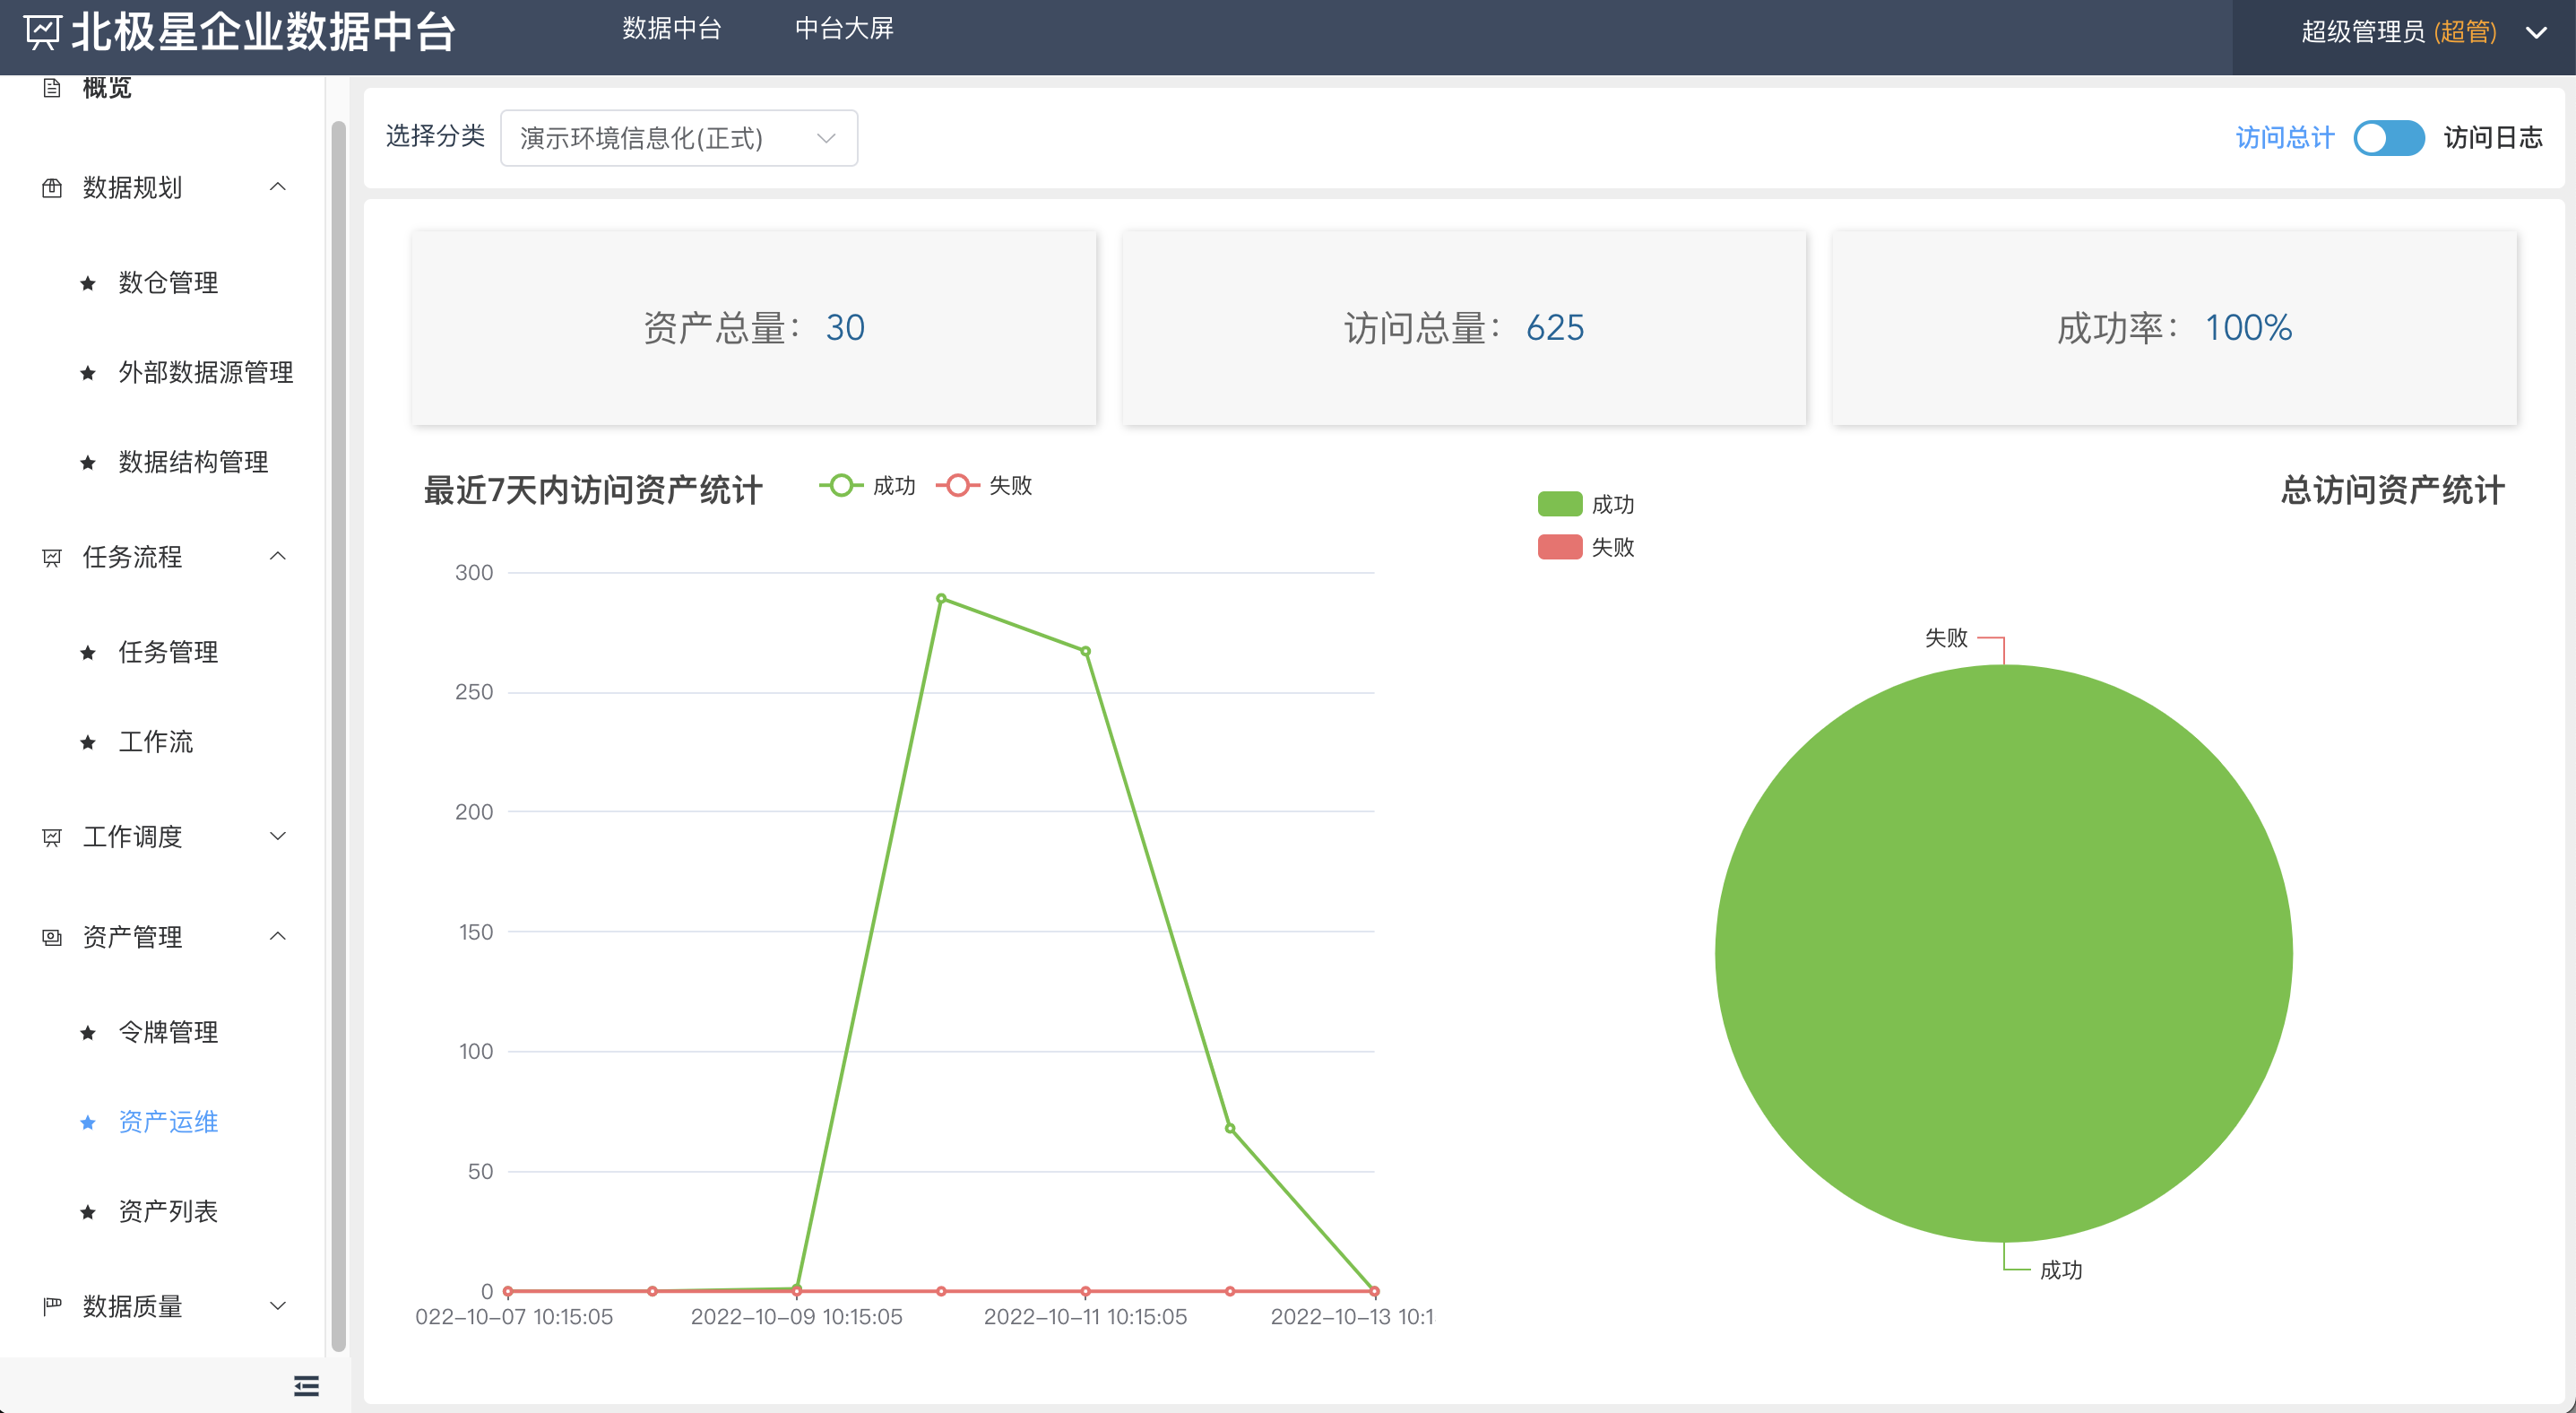 北极星企业数据中台
数据中台
中台大屏
超级管理员 (超管)
概览
数据规划
数仓管理
外部数据源管理
数据结构管理
任务流程
任务管理
工作流
工作调度
资产管理
令牌管理
资产运维
资产列表
数据质量
选择分类
演示环境信息化(正式)
访问总计
访问日志
资产总量： 30
访问总量： 625
成功率： 100%
最近7天内访问资产统计
成功
失败
300
250
200
150
100
50
0
022-10-07 10:15:05
2022-10-09 10:15:05
2022-10-11 10:15:05
2022-10-13 10:1
总访问资产统计
成功
失败
失败
成功